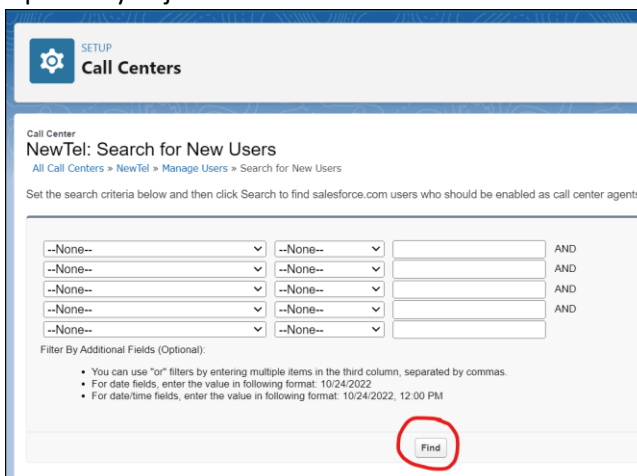 SETUP
Call Centers
Call Center
NewTel: Search for New Users
All Call Centers » NewTel » Manage Users » Search for New Users
Set the search criteria below and then click Search to find salesforce.com users who should be enabled as call center agents
--None-- --None-- AND
--None-- --None-- AND
--None-- --None-- AND
--None-- --None-- AND
--None-- --None--
Filter By Additional Fields (Optional):
• You can use "or" filters by entering multiple items in the third column, separated by commas.
• For date fields, enter the value in following format: 10/24/2022
• For date/time fields, enter the value in following format: 10/24/2022, 12:00 PM
Find